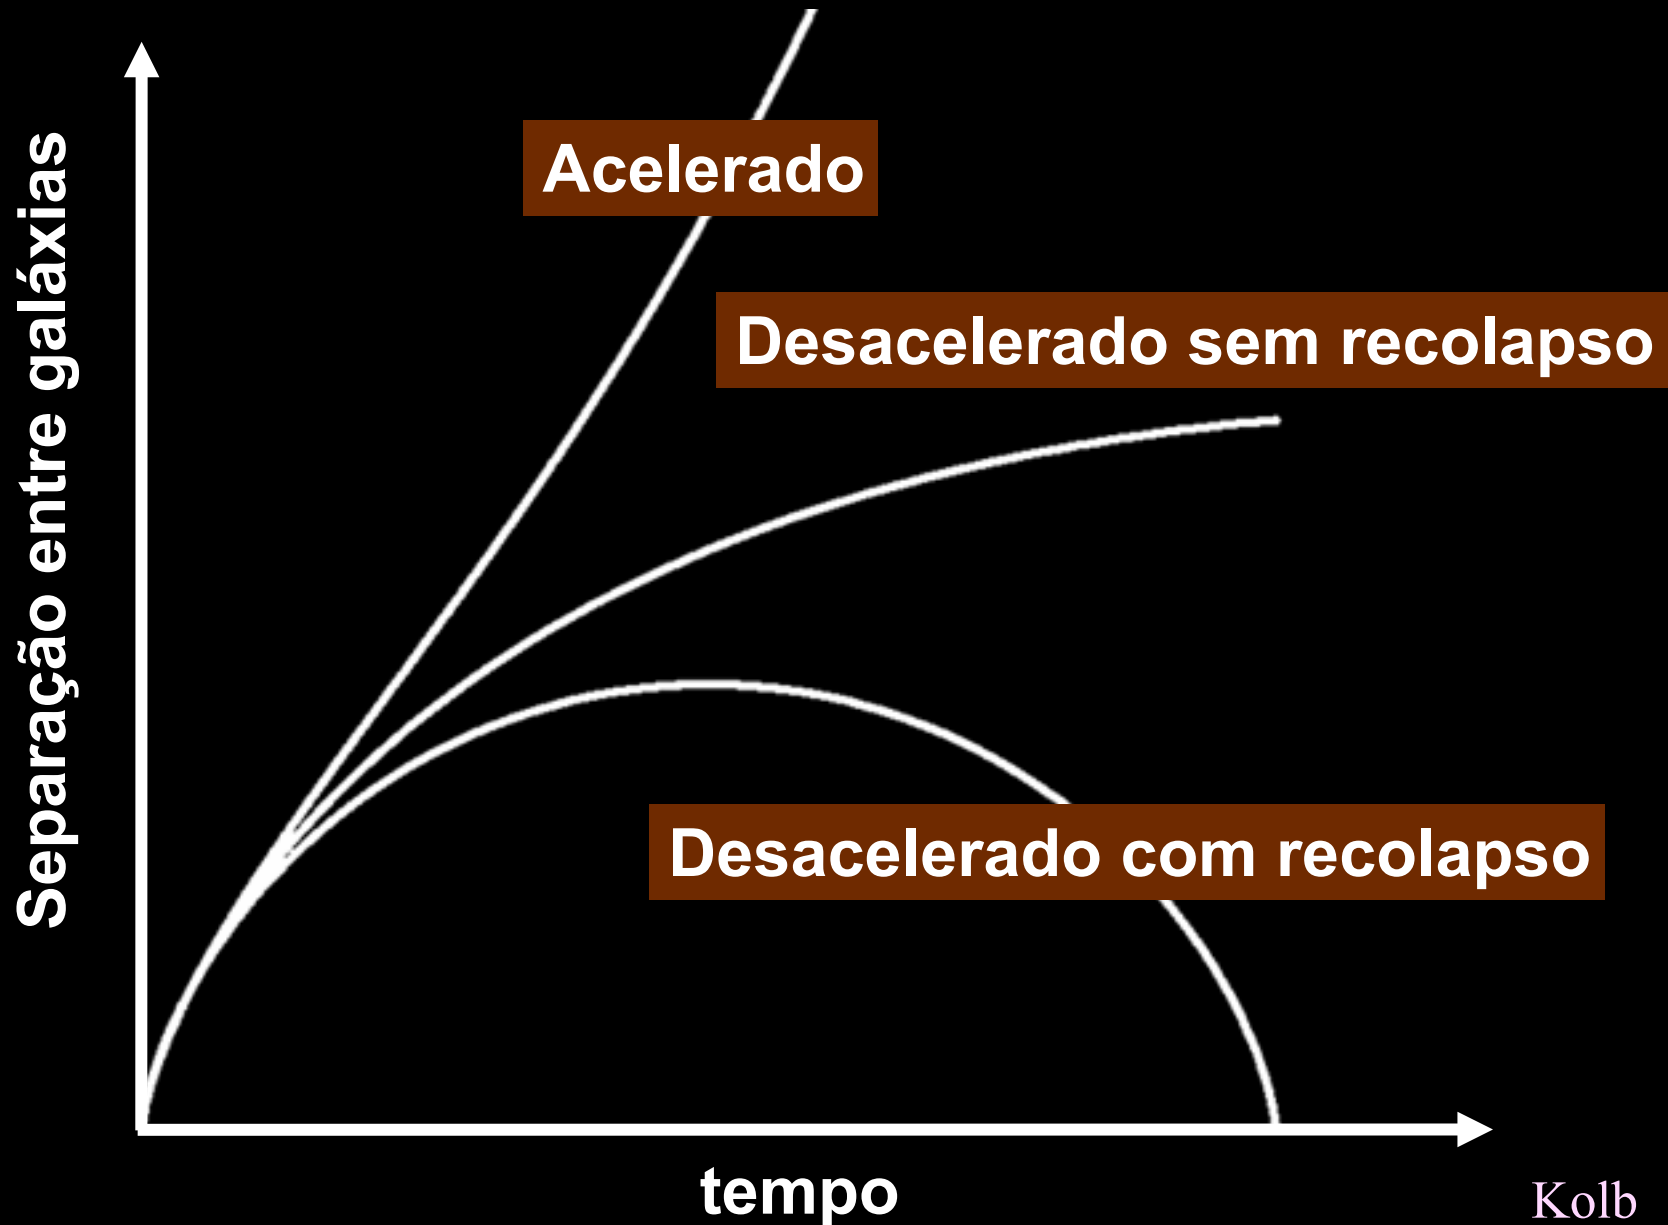 Separação entre galáxias
Acelerado
Desacelerado sem recolapso
Desacelerado com recolapso
tempo
Kolb